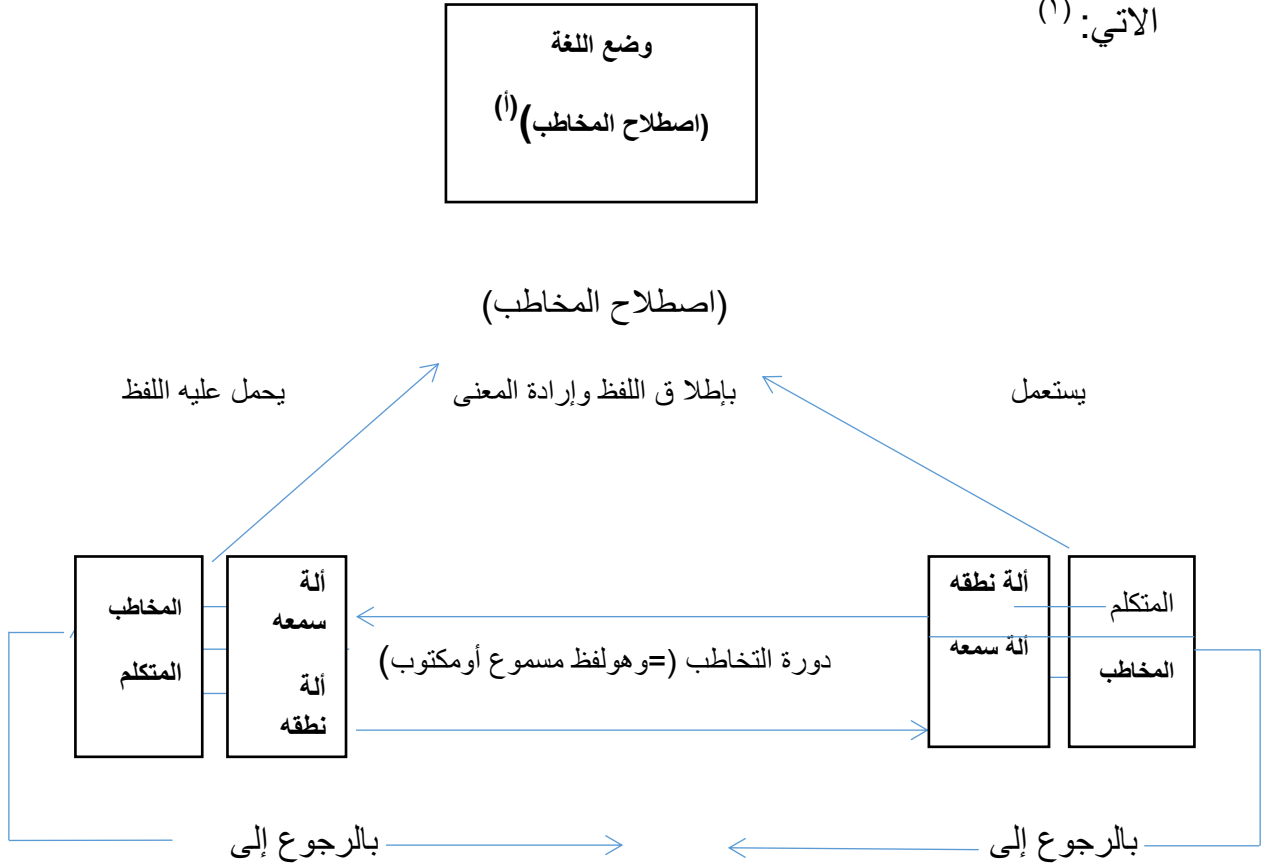 الاتي: (١)
وضع اللغة
(اصطلاح المخاطب)(أ)
(اصطلاح المخاطب)
يستعمل
بإطلا ق اللفظ وإرادة المعنى
يحمل عليه اللفظ
المتكلم
المخاطب
ألة نطقه
ألة سمعه
دورة التخاطب (=وهولفظ مسموع أومكتوب)
ألة
سمعه
ألة
نطقه
المخاطب
المتكلم
بالرجوع إلى
بالرجوع إلى